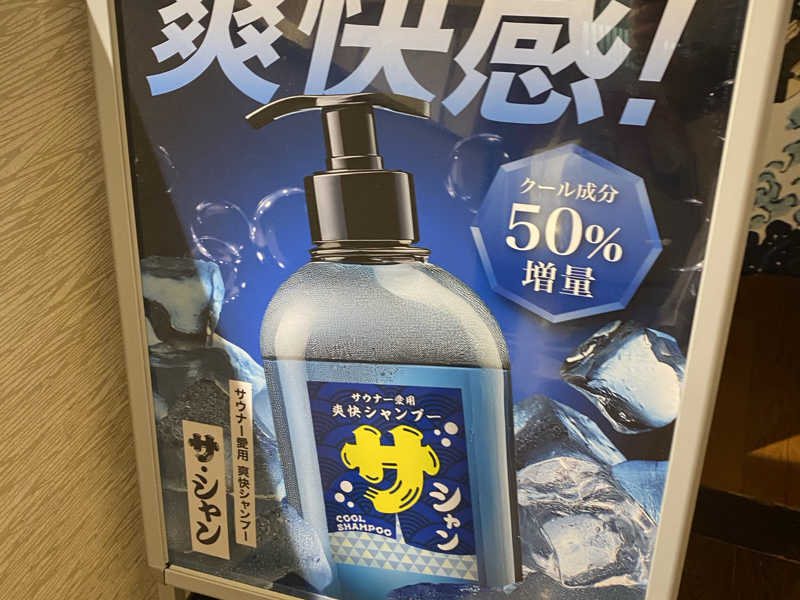 爽快感!
クール成分
50%
増量
サウナー愛用
爽快シャンプー
サシャン
COOL
SHAMPOO
サウナー愛用 爽快シャンプー
サ・シャン